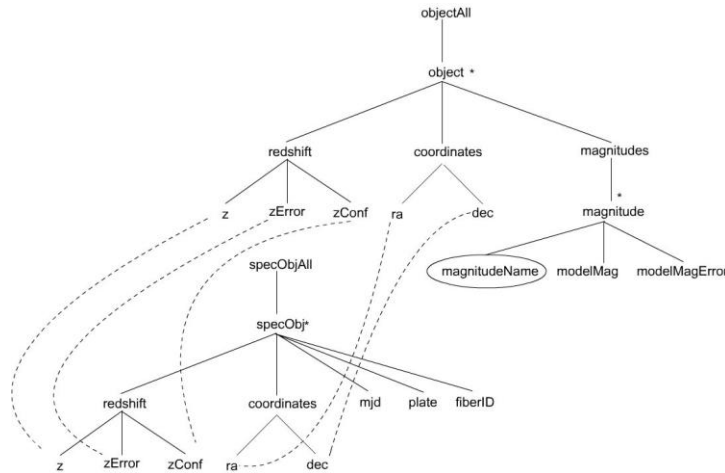 objectAll
object *
redshift coordinates magnitudes
z zError zConf ra dec * magnitude
magnitudeName modelMag modelMagError
specObjAll
specObj*
redshift coordinates mjd plate fiberID
z zError zConf ra dec